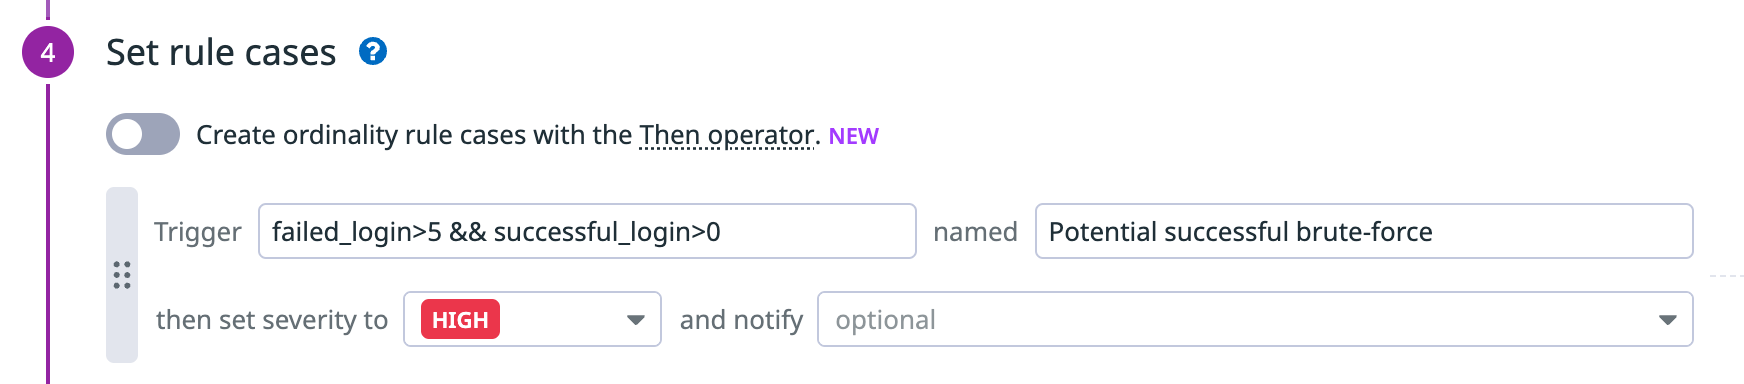 4
Set rule cases ?
Create ordinality rule cases with the Then operator. NEW
Trigger failed_login>5 && successful_login>0 named Potential successful brute-force
then set severity to HIGH and notify optional